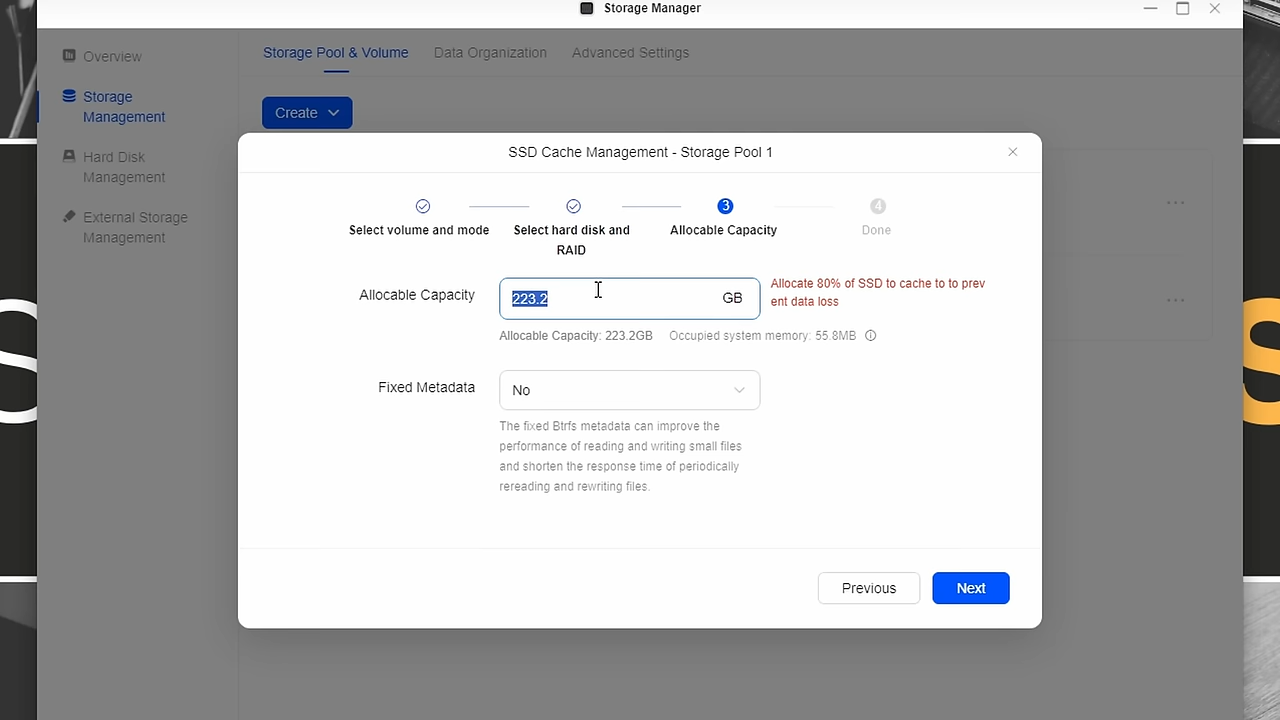 Storage Manager
Overview
Storage
Management
Hard Disk
Management
External Storage
Management
Storage Pool & Volume
Data Organization
Advanced Settings
Create
SSD Cache Management - Storage Pool 1
3
4
Select volume and mode
Select hard disk and
RAID
Allocable Capacity
Done
Allocable Capacity
223.2
GB
Allocate 80% of SSD to cache to to prev
ent data loss
Allocable Capacity: 223.2GB
Occupied system memory: 55.8MB
Fixed Metadata
No
The fixed Btrfs metadata can improve the
performance of reading and writing small files
and shorten the response time of periodically
rereading and rewriting files.
Previous
Next